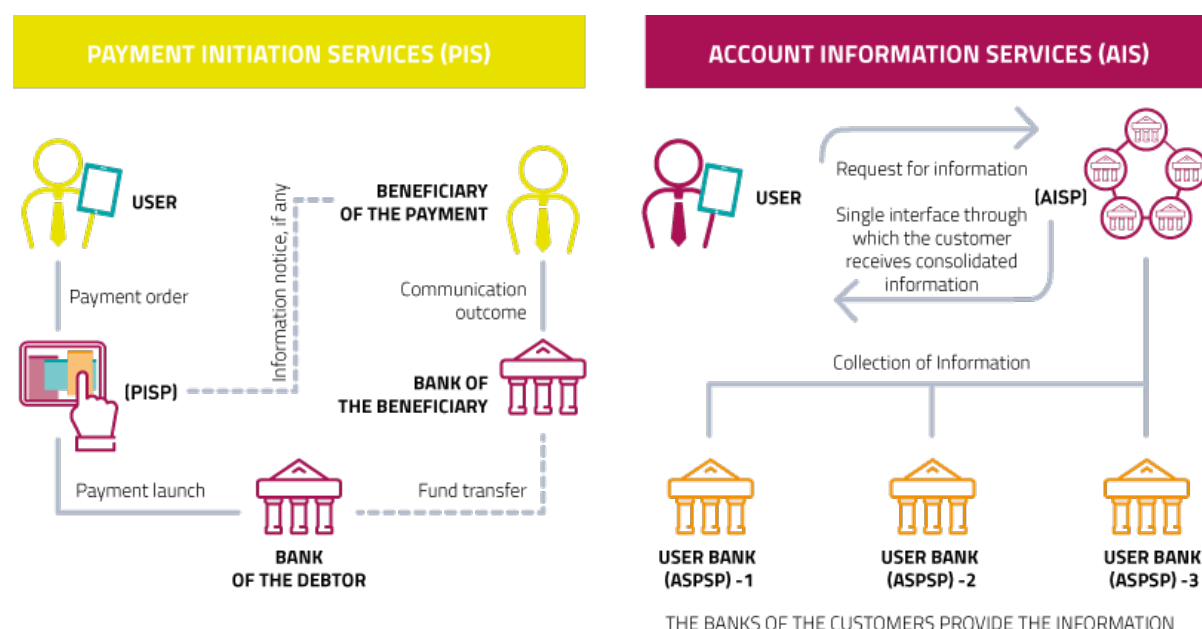 PAYMENT INITIATION SERVICES (PIS)
USER
BENEFICIARY
OF THE PAYMENT
Information notice, if any
Payment order
Communication
outcome
(PISP)
BANK OF
THE BENEFICIARY
Payment launch
Fund transfer
BANK
OF THE DEBTOR
ACCOUNT INFORMATION SERVICES (AIS)
Request for information
USER
(AISP)
Single interface through
which the customer
receives consolidated
information
Collection of Information
USER BANK
(ASPSP) -1
USER BANK
(ASPSP) -2
USER BANK
(ASPSP) -3
THE BANKS OF THE CUSTOMERS PROVIDE THE INFORMATION